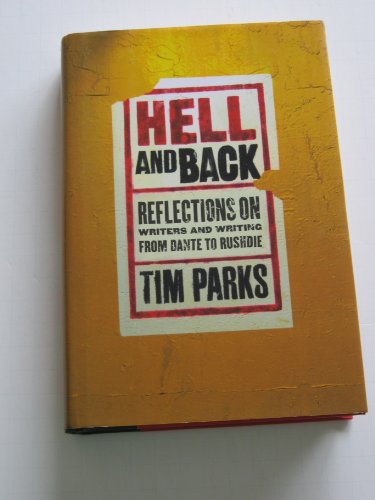 HELL
AND BACK
REFLECTIONS ON
WRITERS AND WRITING
FROM DANTE TO RUSHDIE
TIM PARKS